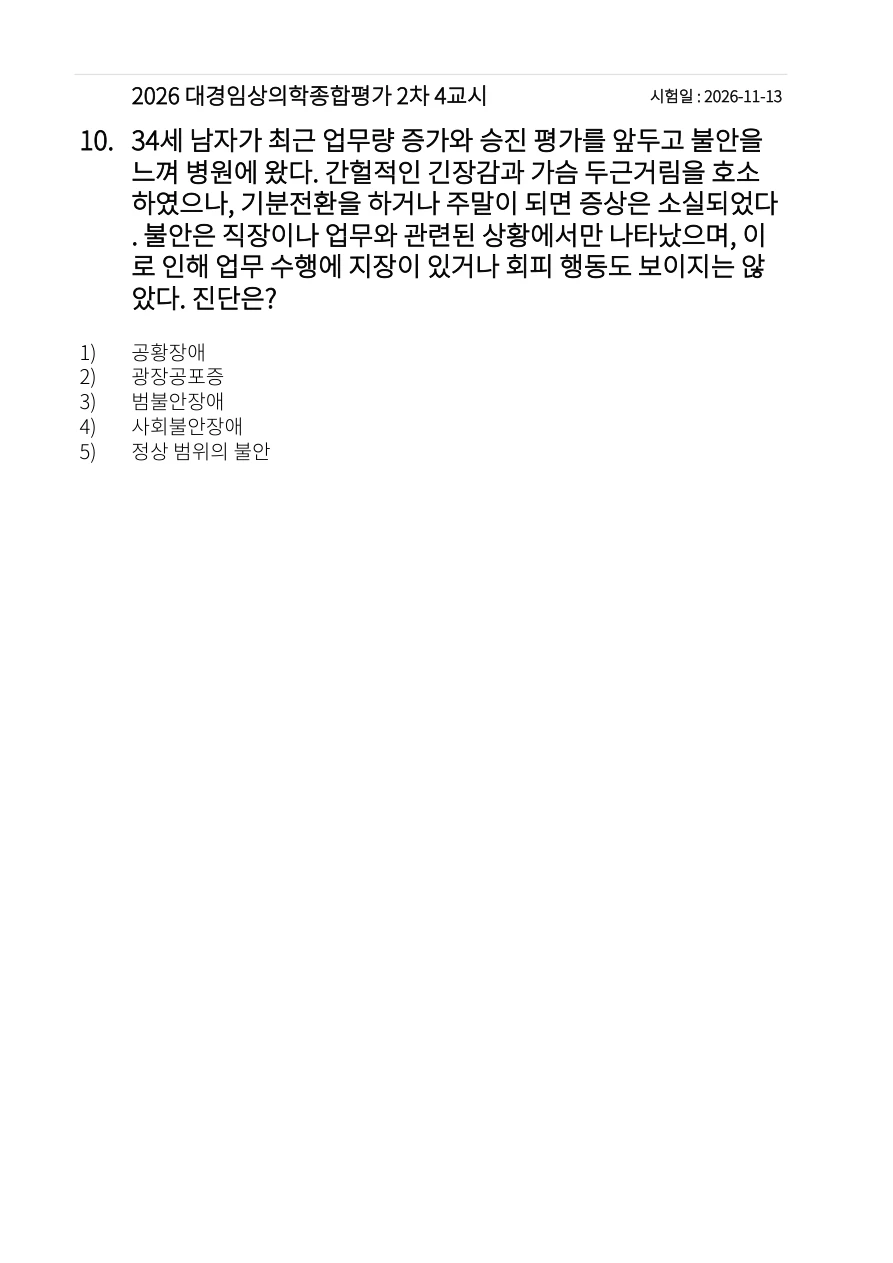 2026 대경임상의학종합평가 2차 4교시 시험일 : 2026-11-13
10. 34세 남자가 최근 업무량 증가와 승진 평가를 앞두고 불안을
느껴 병원에 왔다. 간헐적인 긴장감과 가슴 두근거림을 호소
하였으나, 기분전환을 하거나 주말이 되면 증상은 소실되었다
. 불안은 직장이나 업무와 관련된 상황에서만 나타났으며, 이
로 인해 업무 수행에 지장이 있거나 회피 행동도 보이지는 않
았다. 진단은?
1) 공황장애
2) 광장공포증
3) 범불안장애
4) 사회불안장애
5) 정상 범위의 불안